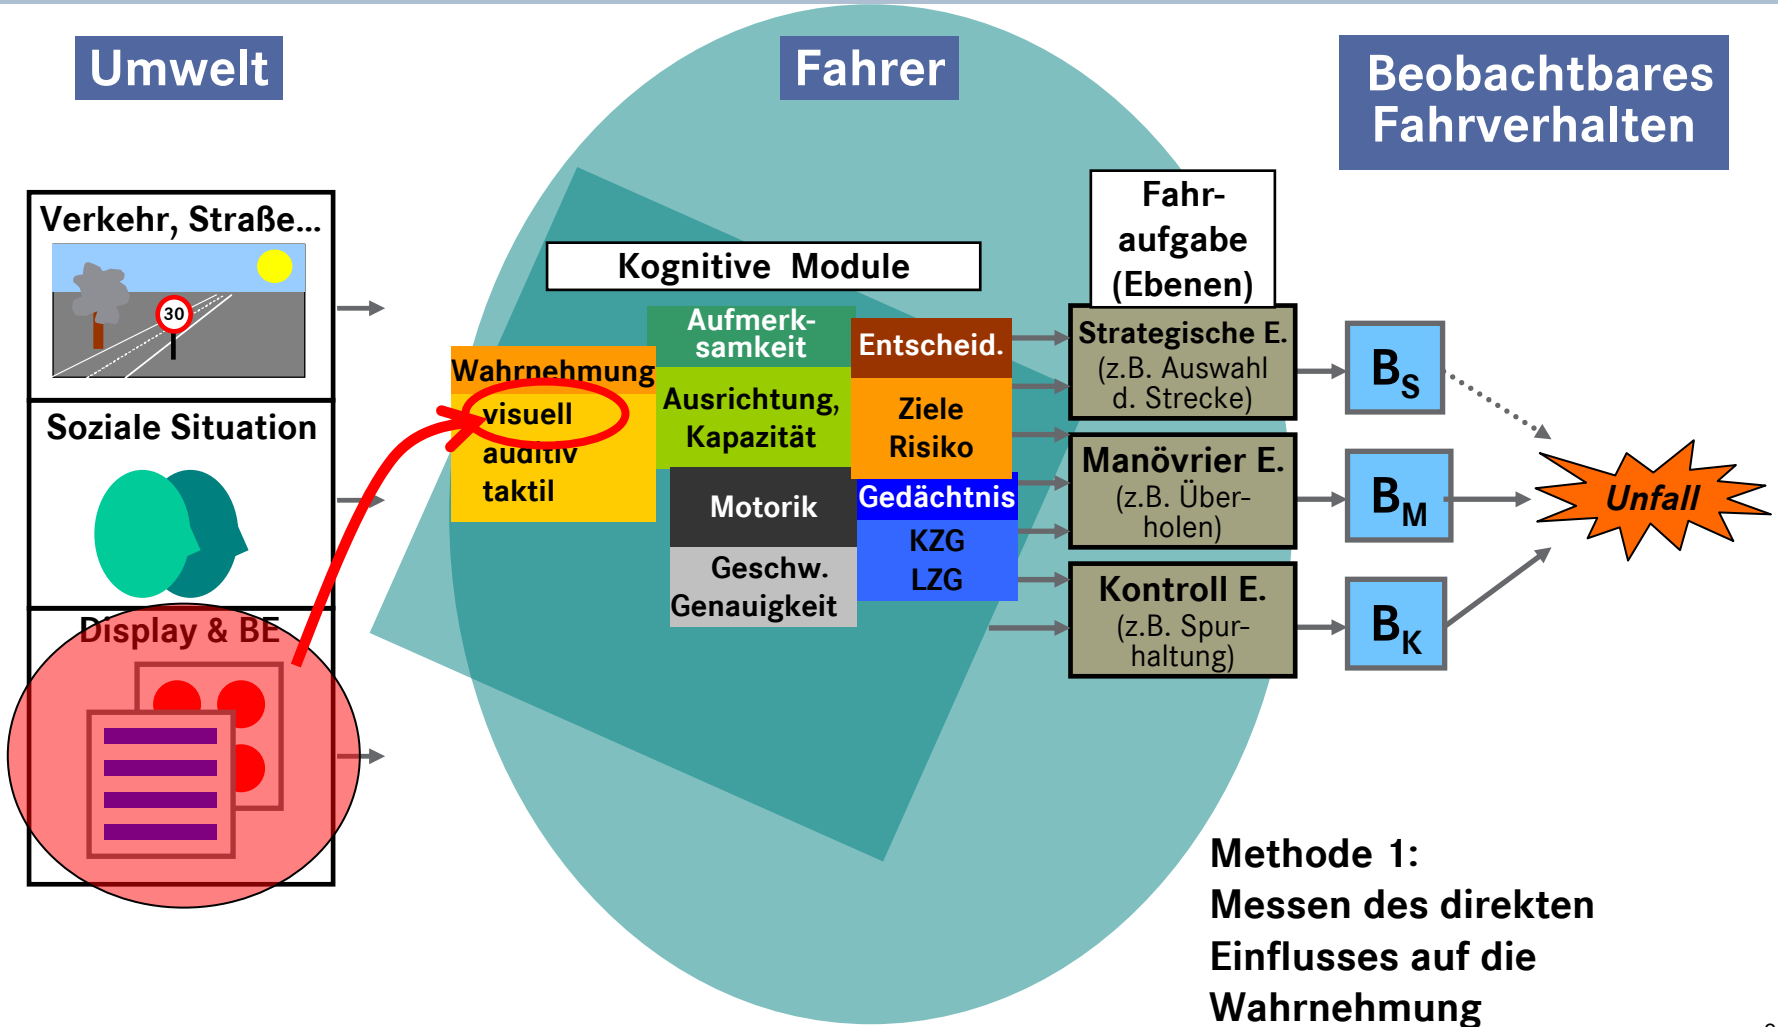 Umwelt
Fahrer
Beobachtbares
Fahrverhalten
Verkehr, Straße...
30
Soziale Situation
Display & BE
Kognitive Module
Wahrnehmung
visuell
auditiv
taktil
Aufmerk-
samkeit
Ausrichtung,
Kapazität
Entscheid.
Ziele
Risiko
Motorik
Geschw.
Genauigkeit
Gedächtnis
KZG
LZG
Fahr-
aufgabe
(Ebenen)
Strategische E.
(z.B. Auswahl
d. Strecke)
Manövrier E.
(z.B. Über-
holen)
Kontroll E.
(z.B. Spur-
haltung)
BS
BM
BK
Unfall
Methode 1:
Messen des direkten
Einflusses auf die
Wahrnehmung